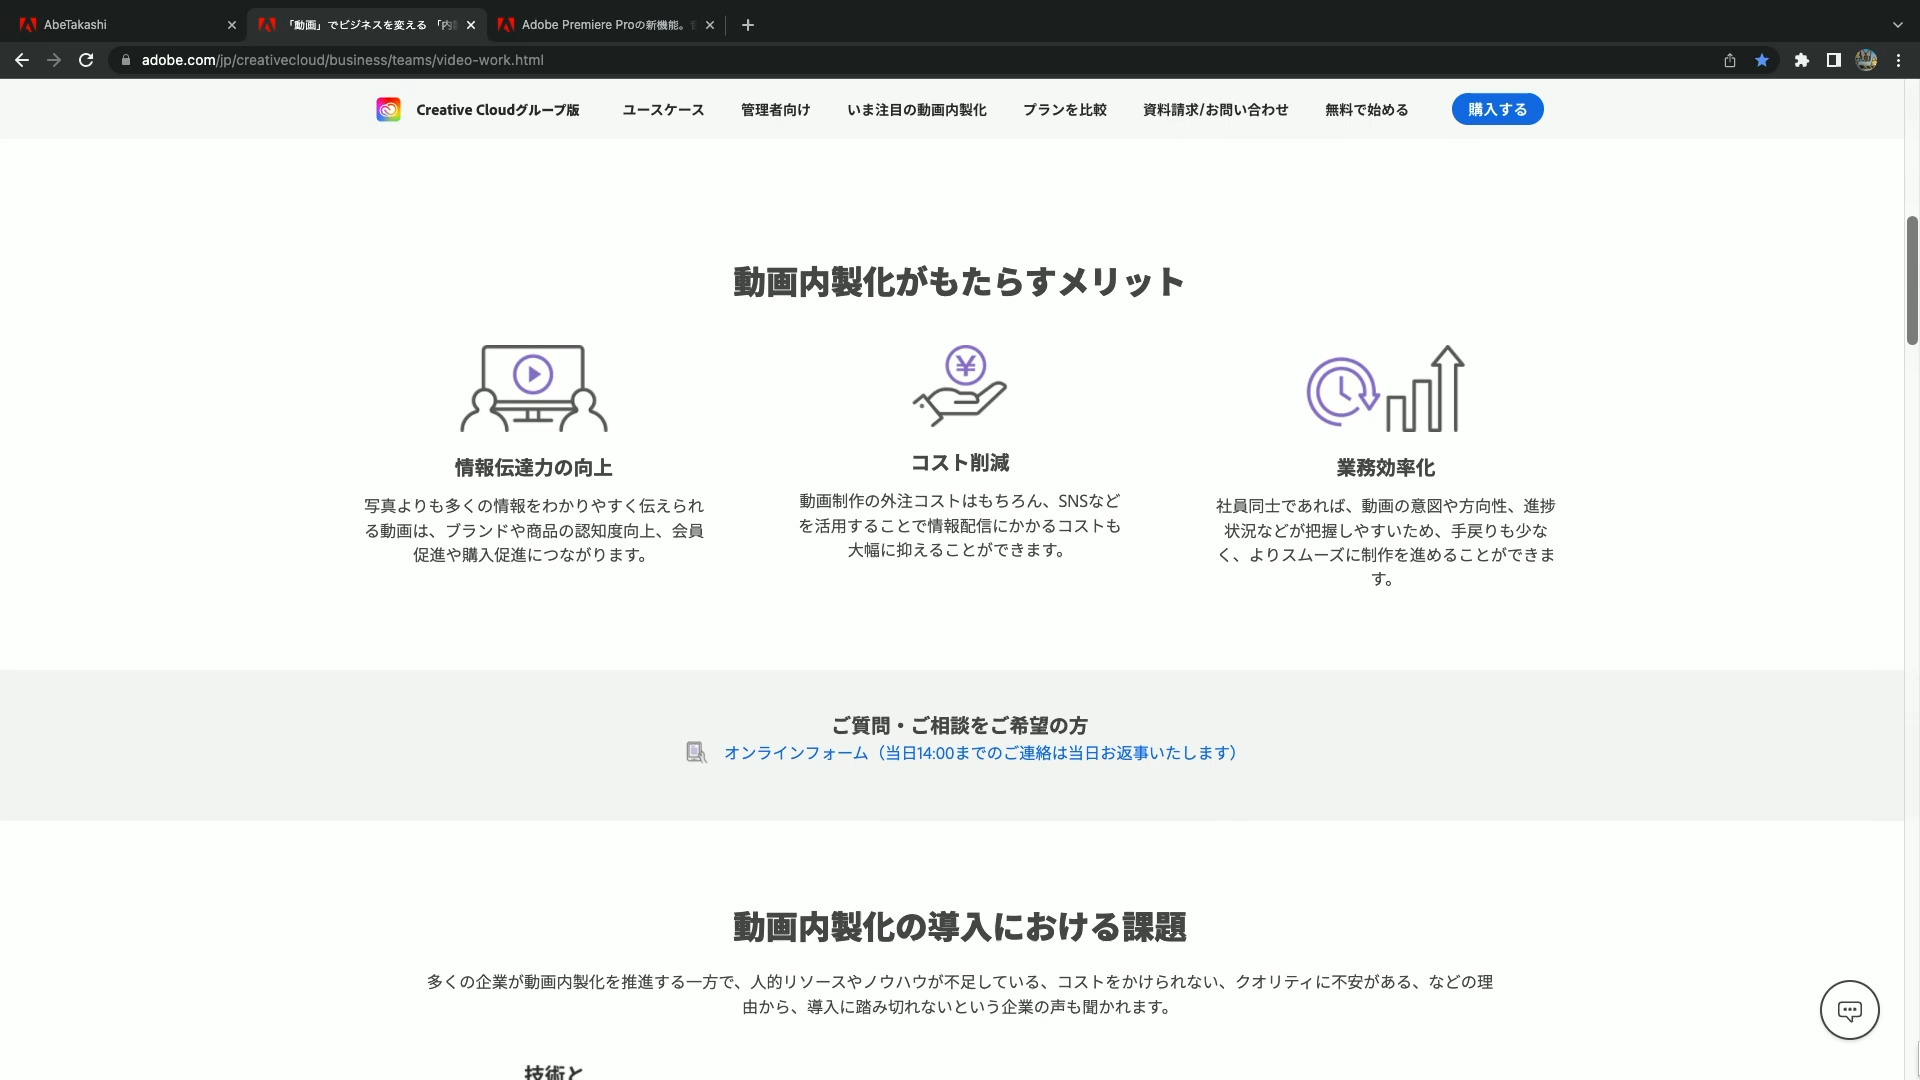 AbeTakashi
「動画」でビジネスを変える 「内
Adobe Premiere Proの新機能。
adobe.com/jp/creativecloud/business/teams/video-work.html
Creative Cloudグループ版
ユースケース
管理者向け
いま注目の動画内製化
プランを比較
資料請求/お問い合わせ
無料で始める
購入する
動画内製化がもたらすメリット
情報伝達力の向上
写真よりも多くの情報をわかりやすく伝えられ
る動画は、ブランドや商品の認知度向上、会員
促進や購入促進につながります。
¥
コスト削減
動画制作の外注コストはもちろん、SNSなど
を活用することで情報配信にかかるコストも
大幅に抑えることができます。
業務効率化
社員同士であれば、動画の意図や方向性、進捗
状況などが把握しやすいため、手戻りも少な
く、よりスムーズに制作を進めることができま
す。
ご質問・ご相談をご希望の方
オンラインフォーム（当日14:00までのご連絡は当日お返事いたします）
動画内製化の導入における課題
多くの企業が動画内製化を推進する一方で、人的リソースやノウハウが不足している、コストをかけられない、クオリティに不安がある、などの理
由から、導入に踏み切れないという企業の声も聞かれます。
技術と